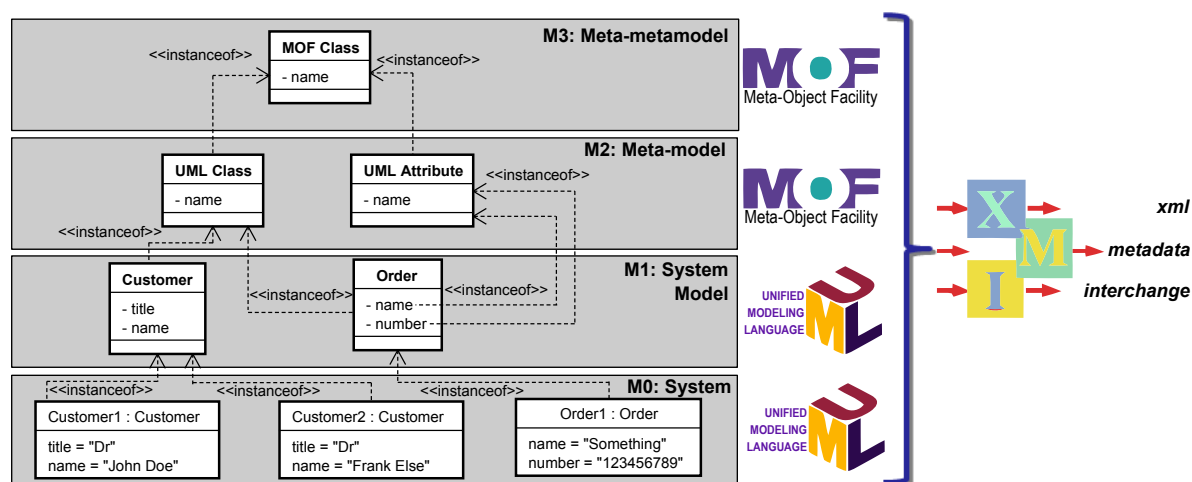 M3: Meta-metamodel
MOF Class
- name
<<instanceof>>
<<instanceof>>
MOF
Meta-Object Facility
M2: Meta-model
UML Class
- name
UML Attribute
- name
<<instanceof>>
<<instanceof>>
MOF
Meta-Object Facility
M1: System
Model
Customer
- title
- name
Order
- name
- number
<<instanceof>>
<<instanceof>>
UNIFIED
MODELING
LANGUAGE
UML
M0: System
<<instanceof>>
<<instanceof>>
<<instanceof>>
Customer1 : Customer
title = "Dr"
name = "John Doe"
Customer2 : Customer
title = "Dr"
name = "Frank Else"
Order1 : Order
name = "Something"
number = "123456789"
UNIFIED
MODELING
LANGUAGE
UML
X
M
I
xml
metadata
interchange